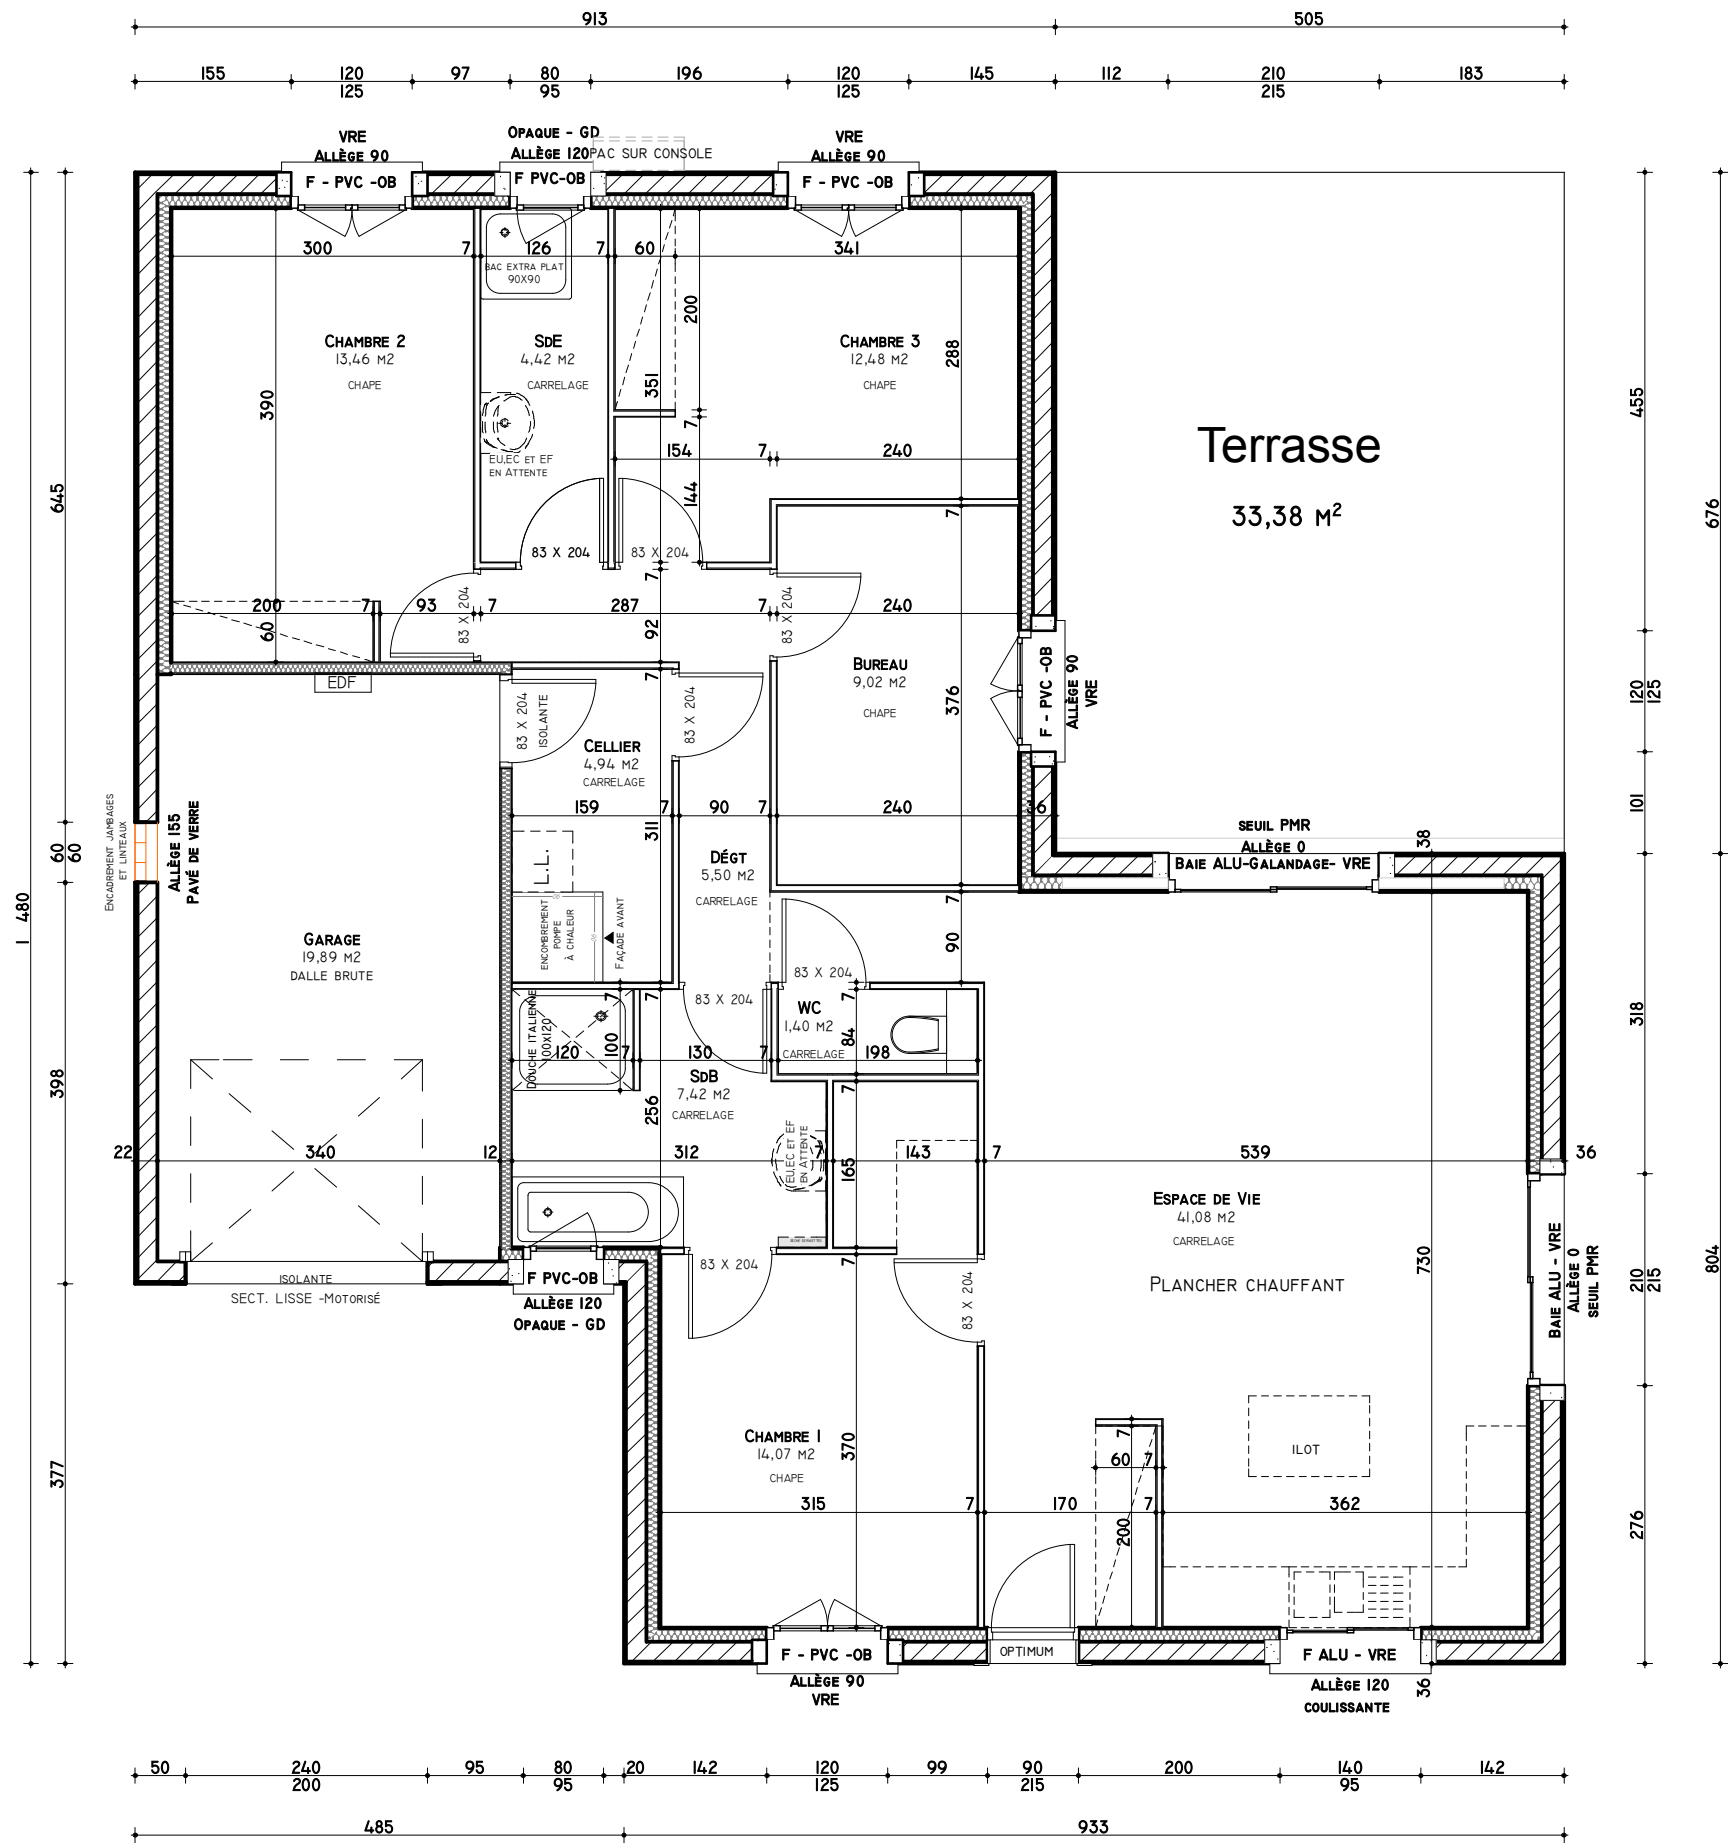 913
505
155
120
97
80
196
120
145
112
210
183
125
95
125
215
VRE
ALLÈGE 90
F - PVC -OB
OPAQUE - GD
ALLÈGE 120
F PVC-OB
PAC SUR CONSOLE
VRE
ALLÈGE 90
F - PVC -OB
300
7
126
7
60
341
BAC EXTRA PLAT
90X90
200
CHAMBRE 2
13,46 M2
CHAPE
SDE
4,42 M2
CARRELAGE
CHAMBRE 3
12,48 M2
CHAPE
288
351
390
7
154
7
240
EU,EC ET EF
EN ATTENTE
144
7
Terrasse
33,38 M²
455
676
645
83 X 204
83 X 204
7
200
7
93
7
287
7
240
60
83 X 204
92
83 X 204
BUREAU
9,02 M2
CHAPE
376
F - PVC -OB
ALLÈGE 90
VRE
120
125
EDF
7
83 X 204
ISOLANTE
83 X 204
CELLIER
4,94 M2
CARRELAGE
159
7
90
7
240
36
311
101
ENCADREMENT JAMBAGES
ET LINTEAUX
ALLÈGE 155
PAVÉ DE VERRE
60
60
1 480
L.L.
DÉGT
5,50 M2
CARRELAGE
SEUIL PMR
ALLÈGE 0
BAIE ALU-GALANDAGE- VRE
38
ENCOMBREMENT
POMPE
À CHALEUR
FAÇADE AVANT
7
90
GARAGE
19,89 M2
DALLE BRUTE
83 X 204
83 X 204
7
7
7
WC
1,40 M2
CARRELAGE
84
198
318
DOUCHE ITALIENNE
100X120
120
7
100
130
7
SDB
7,42 M2
CARRELAGE
256
7
398
22
340
12
312
7
143
7
539
36
EU,EC ET EF
EN ATTENTE
165
ESPACE DE VIE
41,08 M2
CARRELAGE
PLANCHER CHAUFFANT
730
804
BAIE ALU - VRE
ALLÈGE 0
SEUIL PMR
210
215
83 X 204
7
83 X 204
ISOLANTE
SECT. LISSE -MOTORISÉ
F PVC-OB
ALLÈGE 120
OPAQUE - GD
377
CHAMBRE 1
14,07 M2
CHAPE
370
7
60
7
ILOT
315
7
170
7
362
200
276
OPTIMUM
F - PVC -OB
ALLÈGE 90
VRE
F ALU - VRE
ALLÈGE 120
COULISSANTE
36
50
240
95
80
20
142
120
99
90
200
140
142
200
95
125
215
95
485
933